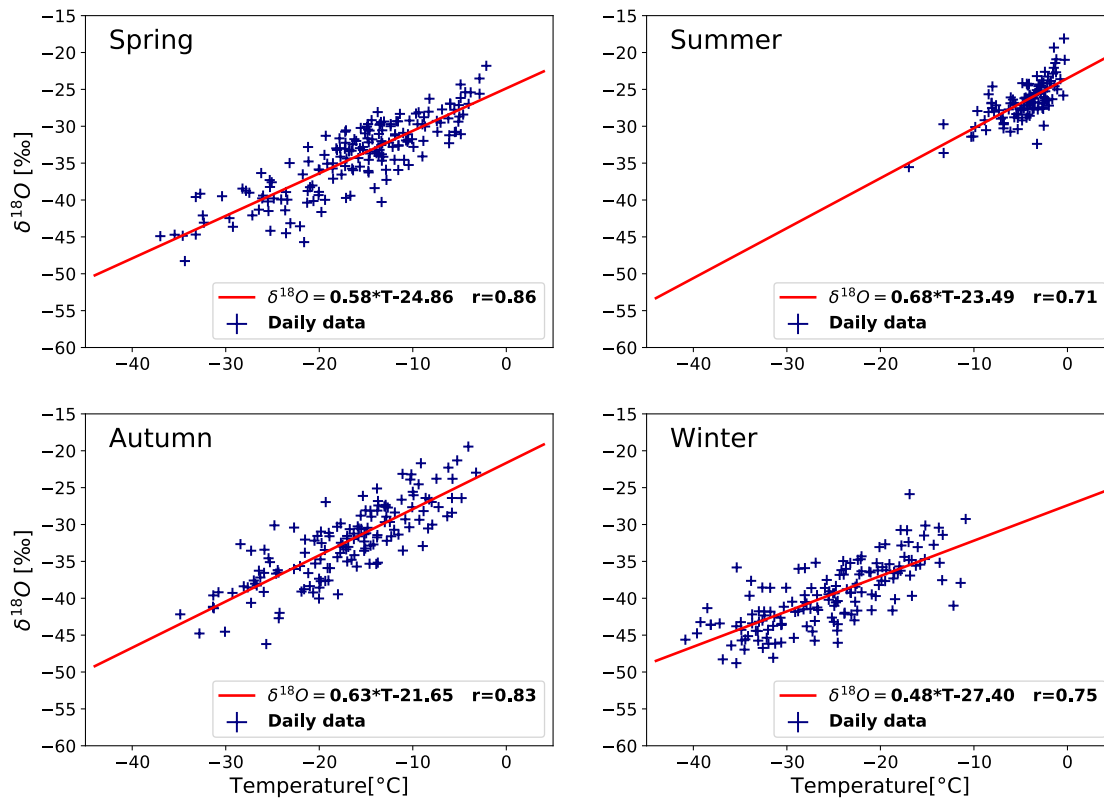 Spring
−15
−20
−25
−30
−35
−40
−45
−50
−55
−60
δ18O [‰]
−40 −30 −20 −10 0
δ18O = 0.58*T-24.86 r=0.86
Daily data
Summer
−15
−20
−25
−30
−35
−40
−45
−50
−55
−60
−40 −30 −20 −10 0
δ18O = 0.68*T-23.49 r=0.71
Daily data
Autumn
−15
−20
−25
−30
−35
−40
−45
−50
−55
−60
δ18O [‰]
−40 −30 −20 −10 0
Temperature[°C]
δ18O = 0.63*T-21.65 r=0.83
Daily data
Winter
−15
−20
−25
−30
−35
−40
−45
−50
−55
−60
−40 −30 −20 −10 0
Temperature[°C]
δ18O = 0.48*T-27.40 r=0.75
Daily data